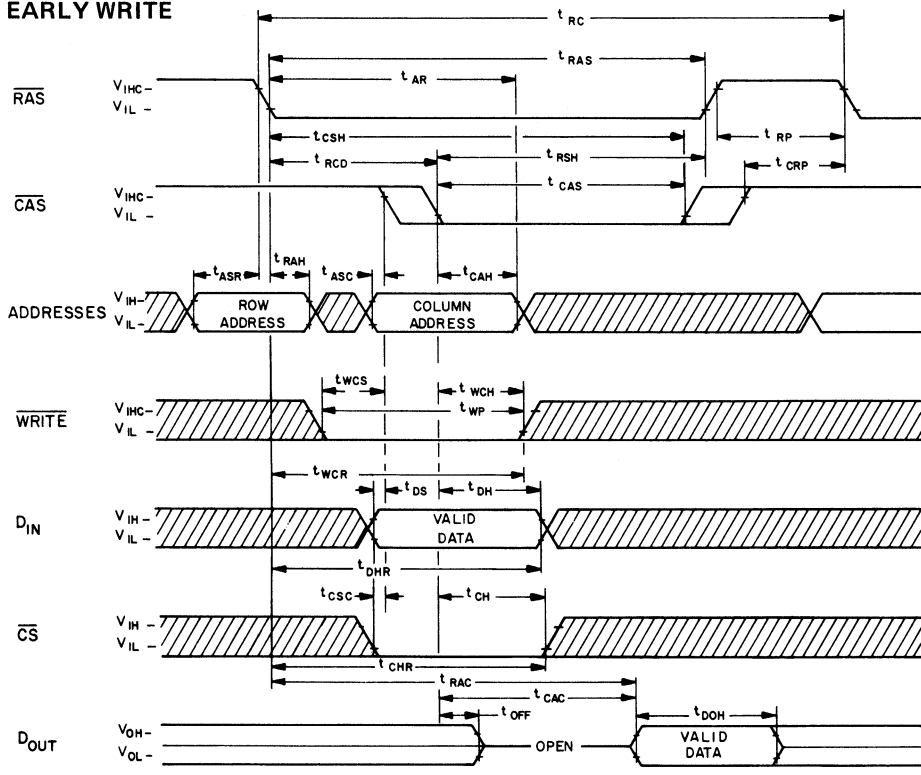 EARLY WRITE
t RC
t RAS
t AR
RAS
V IHC –
V IL –
t CSH
t RP
t RCD
t RSH
t CRP
t CAS
CAS
V IHC –
V IL –
t ASR
t RAH
t ASC
t CAH
ADDRESSES
V IH –
V IL –
ROW ADDRESS
COLUMN ADDRESS
t WCS
t WCH
t WP
WRITE
V IHC –
V IL –
t WCR
t DS
t DH
D IN
V IH –
V IL –
VALID DATA
t DHR
t CSC
t CH
CS
V IH –
V IL –
t CHR
t RAC
t CAC
t OFF
t DOH
D OUT
V OH –
V OL –
OPEN
VALID DATA